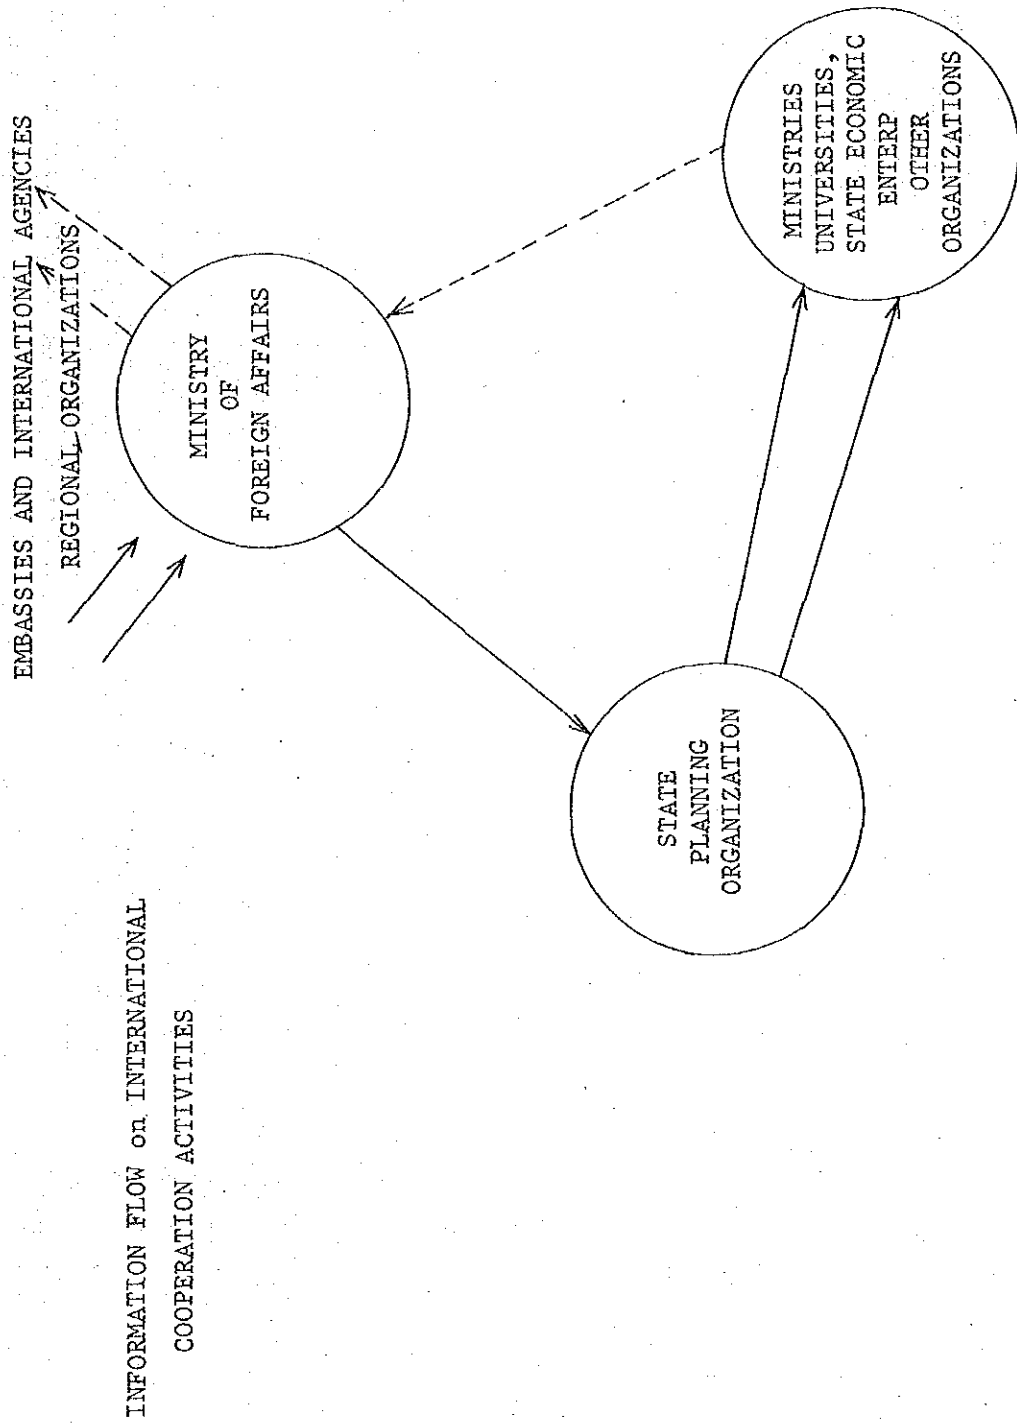 INFORMATION FLOW on INTERNATIONAL
COOPERATION ACTIVITIES
EMBASSIES AND INTERNATIONAL AGENCIES
REGIONAL ORGANIZATIONS
MINISTRY
OF
FOREIGN AFFAIRS
STATE
PLANNING
ORGANIZATION
MINISTRIES
UNIVERSITIES,
STATE ECONOMIC
ENTERP
OTHER
ORGANIZATIONS